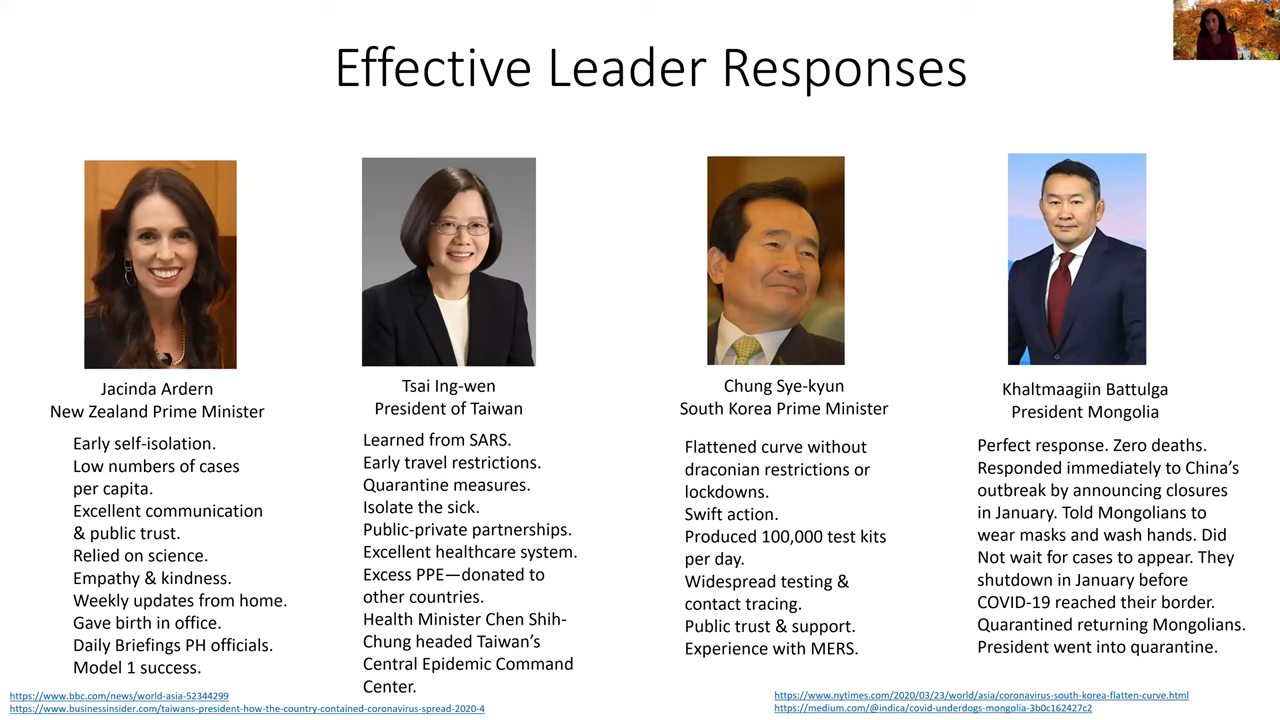 Effective Leader Responses
Jacinda Ardern
New Zealand Prime Minister
Early self-isolation.
Low numbers of cases
per capita.
Excellent communication
& public trust.
Relied on science.
Empathy & kindness.
Weekly updates from home.
Gave birth in office.
Daily Briefings PH officials.
Model 1 success.
Tsai Ing-wen
President of Taiwan
Learned from SARS.
Early travel restrictions.
Quarantine measures.
Isolate the sick.
Public-private partnerships.
Excellent healthcare system.
Excess PPE—donated to
other countries.
Health Minister Chen Shih-
Chung headed Taiwan’s
Central Epidemic Command
Center.
Chung Sye-kyun
South Korea Prime Minister
Flattened curve without
draconian restrictions or
lockdowns.
Swift action.
Produced 100,000 test kits
per day.
Widespread testing &
contact tracing.
Public trust & support.
Experience with MERS.
Khaltmaagiin Battulga
President Mongolia
Perfect response. Zero deaths.
Responded immediately to China’s
outbreak by announcing closures
in January. Told Mongolians to
wear masks and wash hands. Did
Not wait for cases to appear. They
shutdown in January before
COVID-19 reached their border.
Quarantined returning Mongolians.
President went into quarantine.
https://www.bbc.com/news/world-asia-52344299
https://www.businessinsider.com/taiwans-president-how-the-country-contained-coronavirus-spread-2020-4
https://www.nytimes.com/2020/03/23/world/asia/coronavirus-south-korea-flatten-curve.html
https://medium.com/@indica/covid-underdogs-mongolia-3b0c162427c2